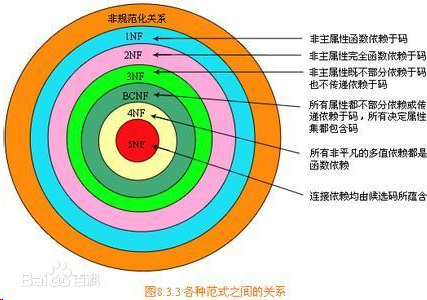 非规范化关系
1NF
2NF
3NF
BCNF
4NF
5NF
非主属性函数依赖于码
非主属性完全函数依赖于码
非主属性既不部分依赖于码
也不传递依赖于码
所有属性都不部分依赖或传
递依赖于码，所有决定属性
集都包含码
所有非平凡的多值依赖都是
函数依赖
连接依赖均由候选码所蕴含
Bai百科
图8.3.3 各种范式之间的关系